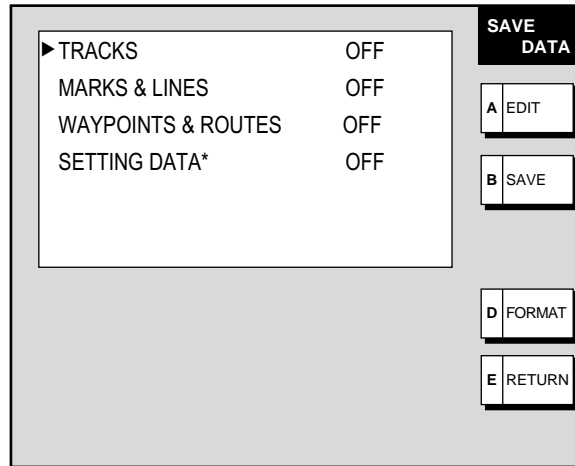 SAVE
DATA
TRACKS OFF
MARKS & LINES OFF
WAYPOINTS & ROUTES OFF
SETTING DATA* OFF
A EDIT
B SAVE
D FORMAT
E RETURN